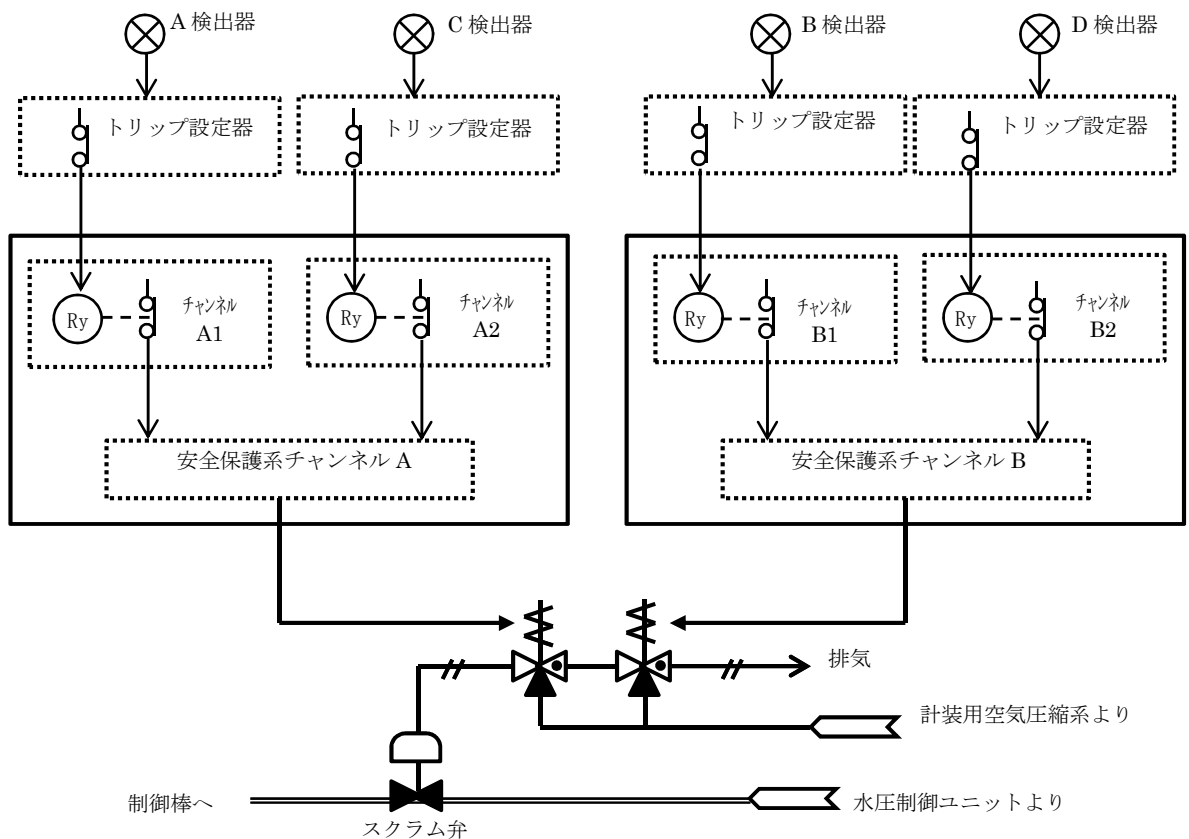 A 検出器
C 検出器
B 検出器
D 検出器
トリップ設定器
トリップ設定器
トリップ設定器
トリップ設定器
Ry
チャンネル
A1
Ry
チャンネル
A2
Ry
チャンネル
B1
Ry
チャンネル
B2
安全保護系チャンネル A
安全保護系チャンネル B
排気
計装用空気圧縮系より
制御棒へ
水圧制御ユニットより
スクラム弁